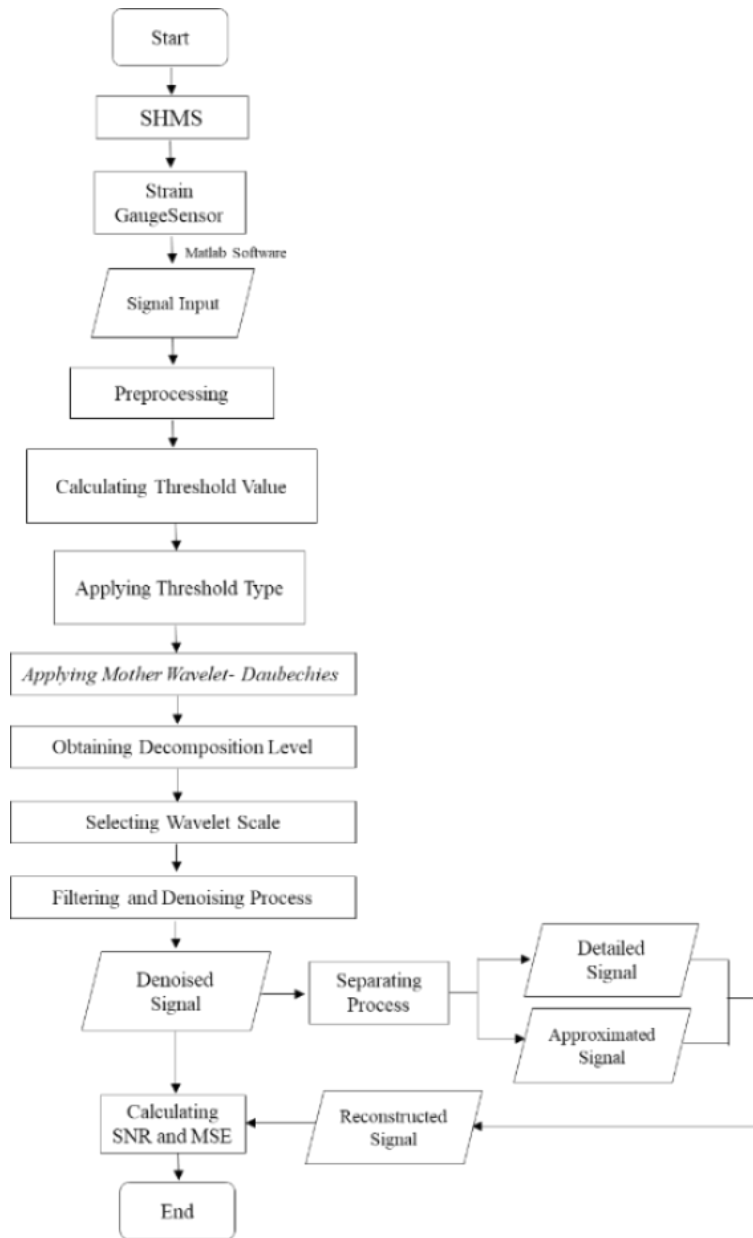 Start
SHMS
Strain
GaugeSensor
Matlab Software
Signal Input
Preprocessing
Calculating Threshold Value
Applying Threshold Type
Applying Mother Wavelet- Daubechies
Obtaining Decomposition Level
Selecting Wavelet Scale
Filtering and Denoising Process
Denoised
Signal
Separating
Process
Detailed
Signal
Approximated
Signal
Calculating
SNR and MSE
Reconstructed
Signal
End